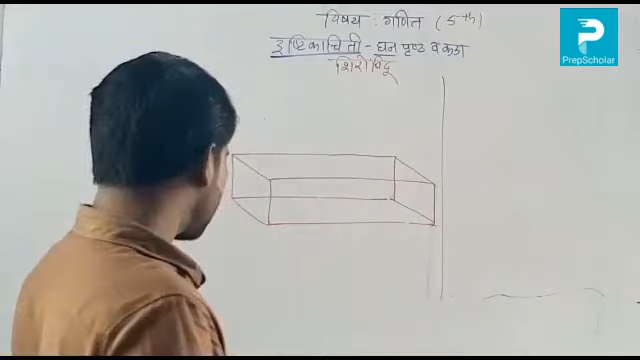 विषय : गणित (5th)
इष्टिकाचिती - घन पृष्ठ व कडा
शिरोबिंदू
PrepScholar